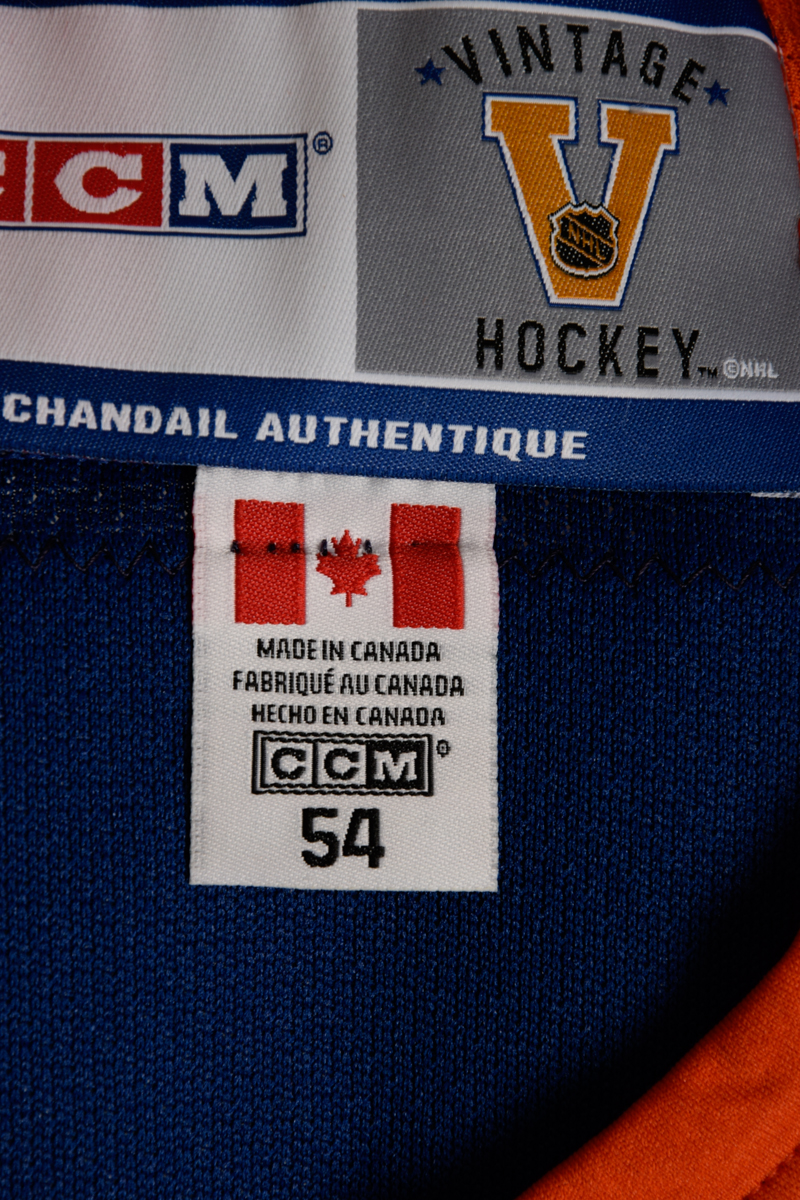 CCM®
VINTAGE
V
NHL
HOCKEY™
©NHL
CHANDAIL AUTHENTIQUE
MADE IN CANADA
FABRIQUÉ AU CANADA
HECHO EN CANADA
CCM®
54